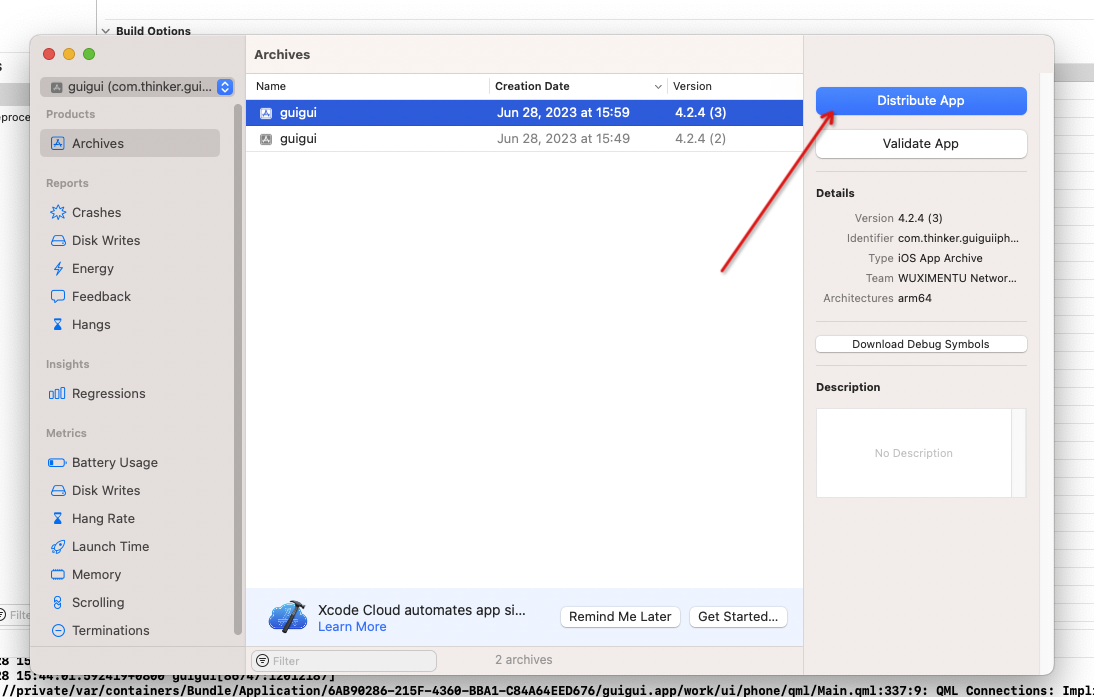 Build Options
Archives
guigui (com.thinker.gui...
Products
Archives
Reports
Crashes
Disk Writes
Energy
Feedback
Hangs
Insights
Regressions
Metrics
Battery Usage
Disk Writes
Hang Rate
Launch Time
Memory
Scrolling
Terminations
Name Creation Date Version
guigui Jun 28, 2023 at 15:59 4.2.4 (3)
guigui Jun 28, 2023 at 15:49 4.2.4 (2)
Xcode Cloud automates app si...
Learn More
Remind Me Later
Get Started...
Filter
2 archives
Distribute App
Validate App
Details
Version 4.2.4 (3)
Identifier com.thinker.guiguiiph...
Type iOS App Archive
Team WUXIMENTU Networ...
Architectures arm64
Download Debug Symbols
Description
No Description
eproce
Filte
28 15
28 15:44:01.592419+0800 guigui[86747:12012187]
//private/var/containers/Bundle/Application/6AB90286-215F-4360-BBA1-C84A64EED676/guigui.app/work/ui/phone/qml/Main.qml:337:9: QML Connections: Impli